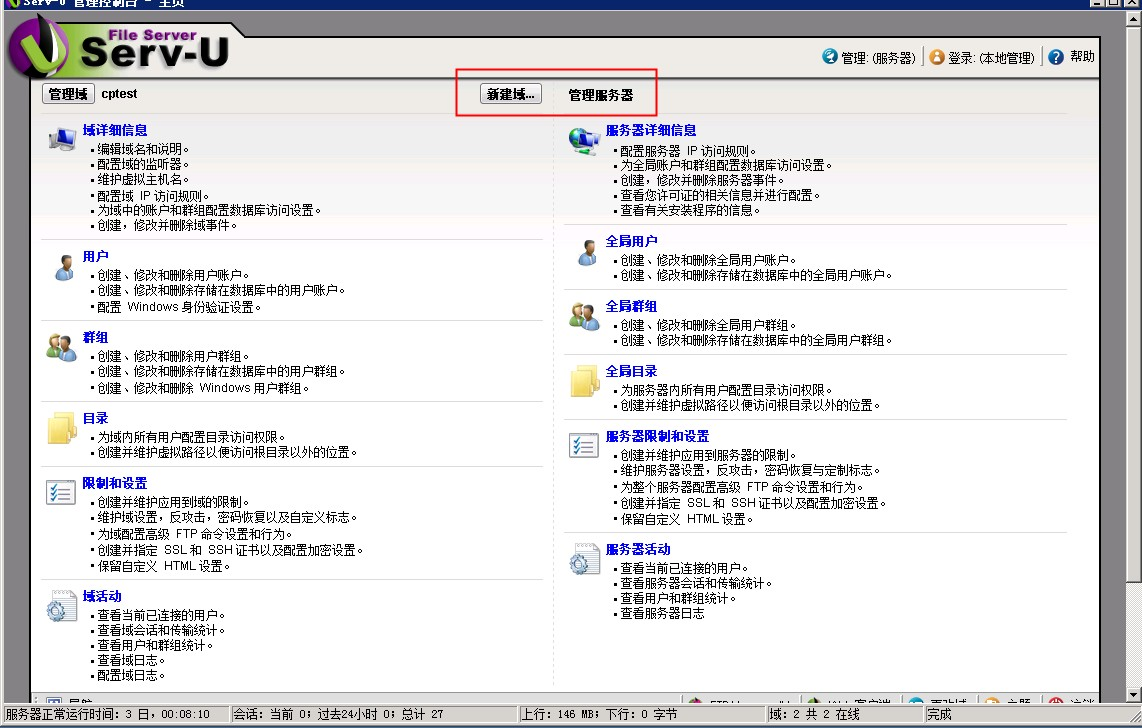 Serv-U 管理控制台 - 主页
File Server
Serv-U
管理: (服务器)
登录: (本地管理)
帮助
管理域 cptest
新建域...
管理服务器
域详细信息
编辑域名和说明。
配置域的监听器。
维护虚拟主机名。
配置域 IP 访问规则。
为域中的账户和群组配置数据库访问设置。
创建，修改并删除域事件。
用户
创建、修改和删除用户账户。
创建、修改和删除存储在数据库中的用户账户。
配置 Windows 身份验证设置。
群组
创建、修改和删除用户群组。
创建、修改和删除存储在数据库中的用户群组。
创建、修改和删除 Windows 用户群组。
目录
为域内所有用户配置目录访问权限。
创建并维护虚拟路径以便访问根目录以外的位置。
限制和设置
创建并维护应用到域的限制。
维护域设置，反攻击，密码恢复以及自定义标志。
为域配置高级 FTP 命令设置和行为。
创建并指定 SSL 和 SSH 证书以及配置加密设置。
保留自定义 HTML 设置。
域活动
查看当前已连接的用户。
查看域会话和传输统计。
查看用户和群组统计。
查看域日志。
配置域日志。
服务器详细信息
配置服务器 IP 访问规则。
为全局账户和群组配置数据库访问设置。
创建，修改并删除服务器事件。
查看您许可证的相关信息并进行配置。
查看有关安装程序的信息。
全局用户
创建、修改和删除全局用户账户。
创建、修改和删除存储在数据库中的全局用户账户。
全局群组
创建、修改和删除全局用户群组。
创建、修改和删除存储在数据库中的全局用户群组。
全局目录
为服务器内所有用户配置目录访问权限。
创建并维护虚拟路径以便访问根目录以外的位置。
服务器限制和设置
创建并维护应用到服务器的限制。
维护服务器设置，反攻击，密码恢复与定制标志。
为整个服务器配置高级 FTP 命令设置和行为。
创建并指定 SSL 和 SSH 证书以及配置加密设置。
保留自定义 HTML 设置。
服务器活动
查看当前已连接的用户。
查看服务器会话和传输统计。
查看用户和群组统计。
查看服务器日志
服务器正常运行时间: 3 日, 00:08:10
会话: 当前 0; 过去24小时 0; 总计 27
上行: 146 MB; 下行: 0 字节
域: 2 共 2 在线
完成